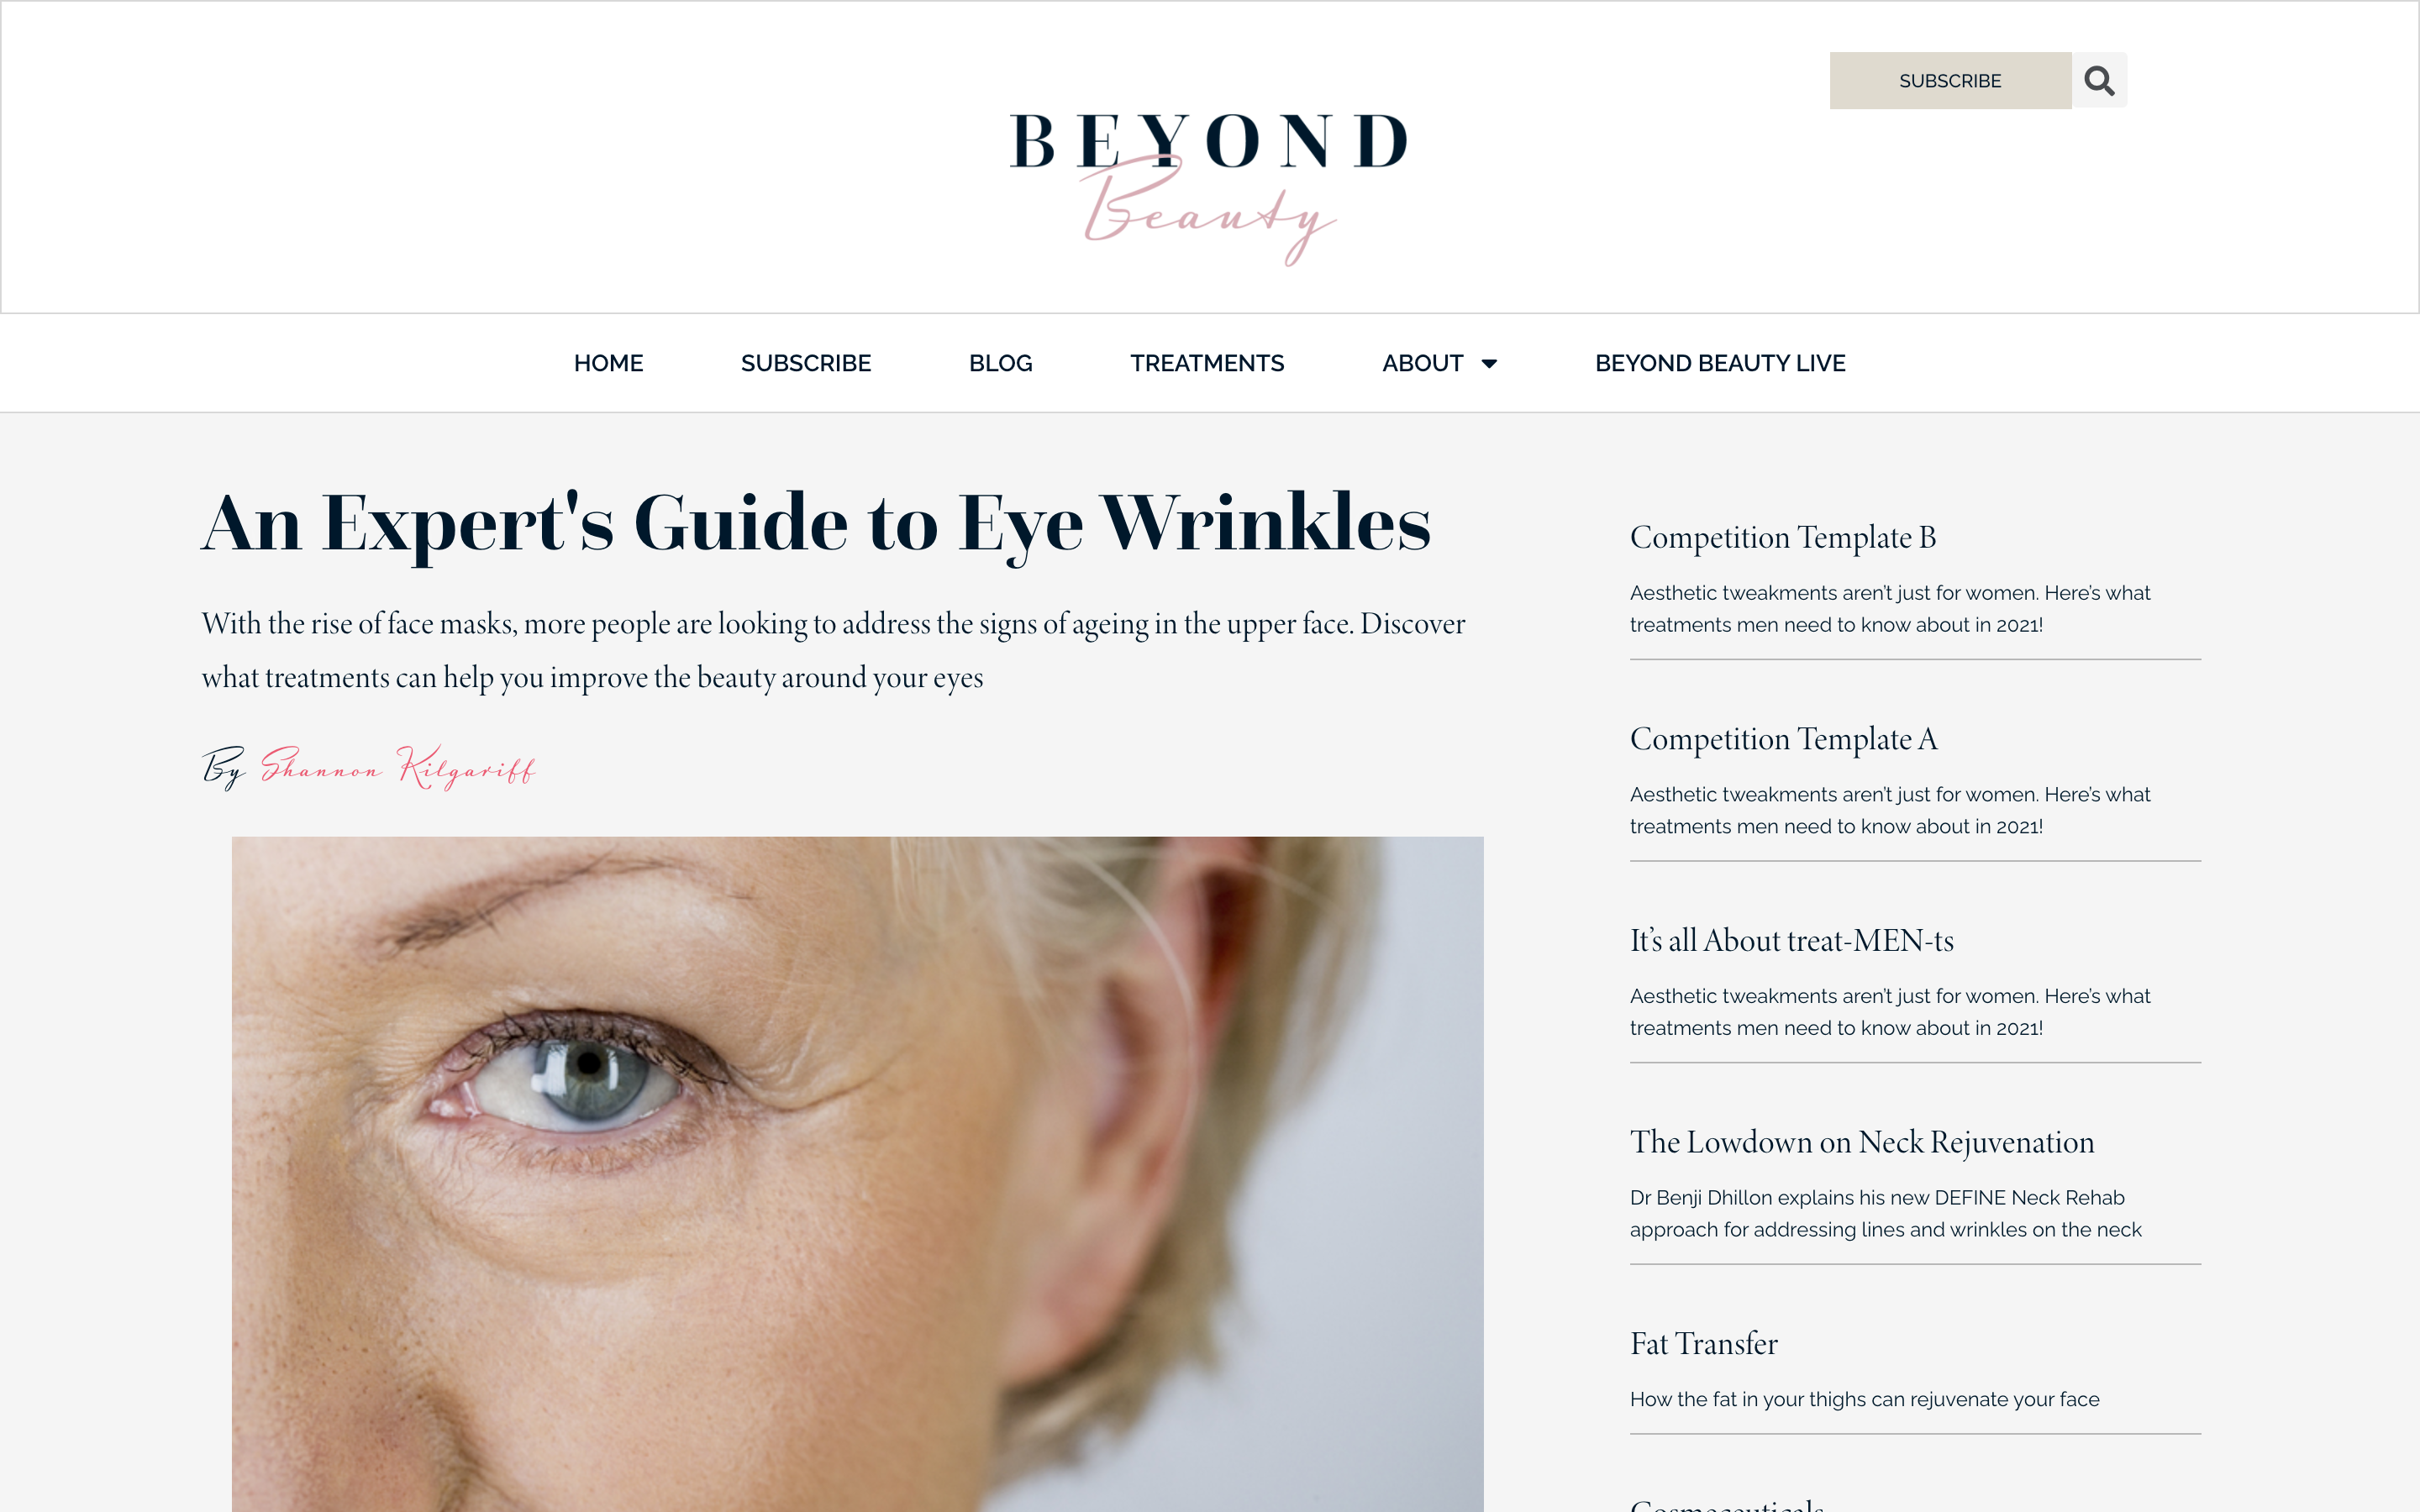 SUBSCRIBE
BEYOND
Beauty
HOME
SUBSCRIBE
BLOG
TREATMENTS
ABOUT
BEYOND BEAUTY LIVE
An Expert's Guide to Eye Wrinkles
With the rise of face masks, more people are looking to address the signs of ageing in the upper face. Discover
what treatments can help you improve the beauty around your eyes
By Shannon Kilgariff
Competition Template B
Aesthetic tweakments aren't just for women. Here's what
treatments men need to know about in 2021!
Competition Template A
Aesthetic tweakments aren't just for women. Here's what
treatments men need to know about in 2021!
It's all About treat-MEN-ts
Aesthetic tweakments aren't just for women. Here's what
treatments men need to know about in 2021!
The Lowdown on Neck Rejuvenation
Dr Benji Dhillon explains his new DEFINE Neck Rehab
approach for addressing lines and wrinkles on the neck
Fat Transfer
How the fat in your thighs can rejuvenate your face
Cosmeceuticals